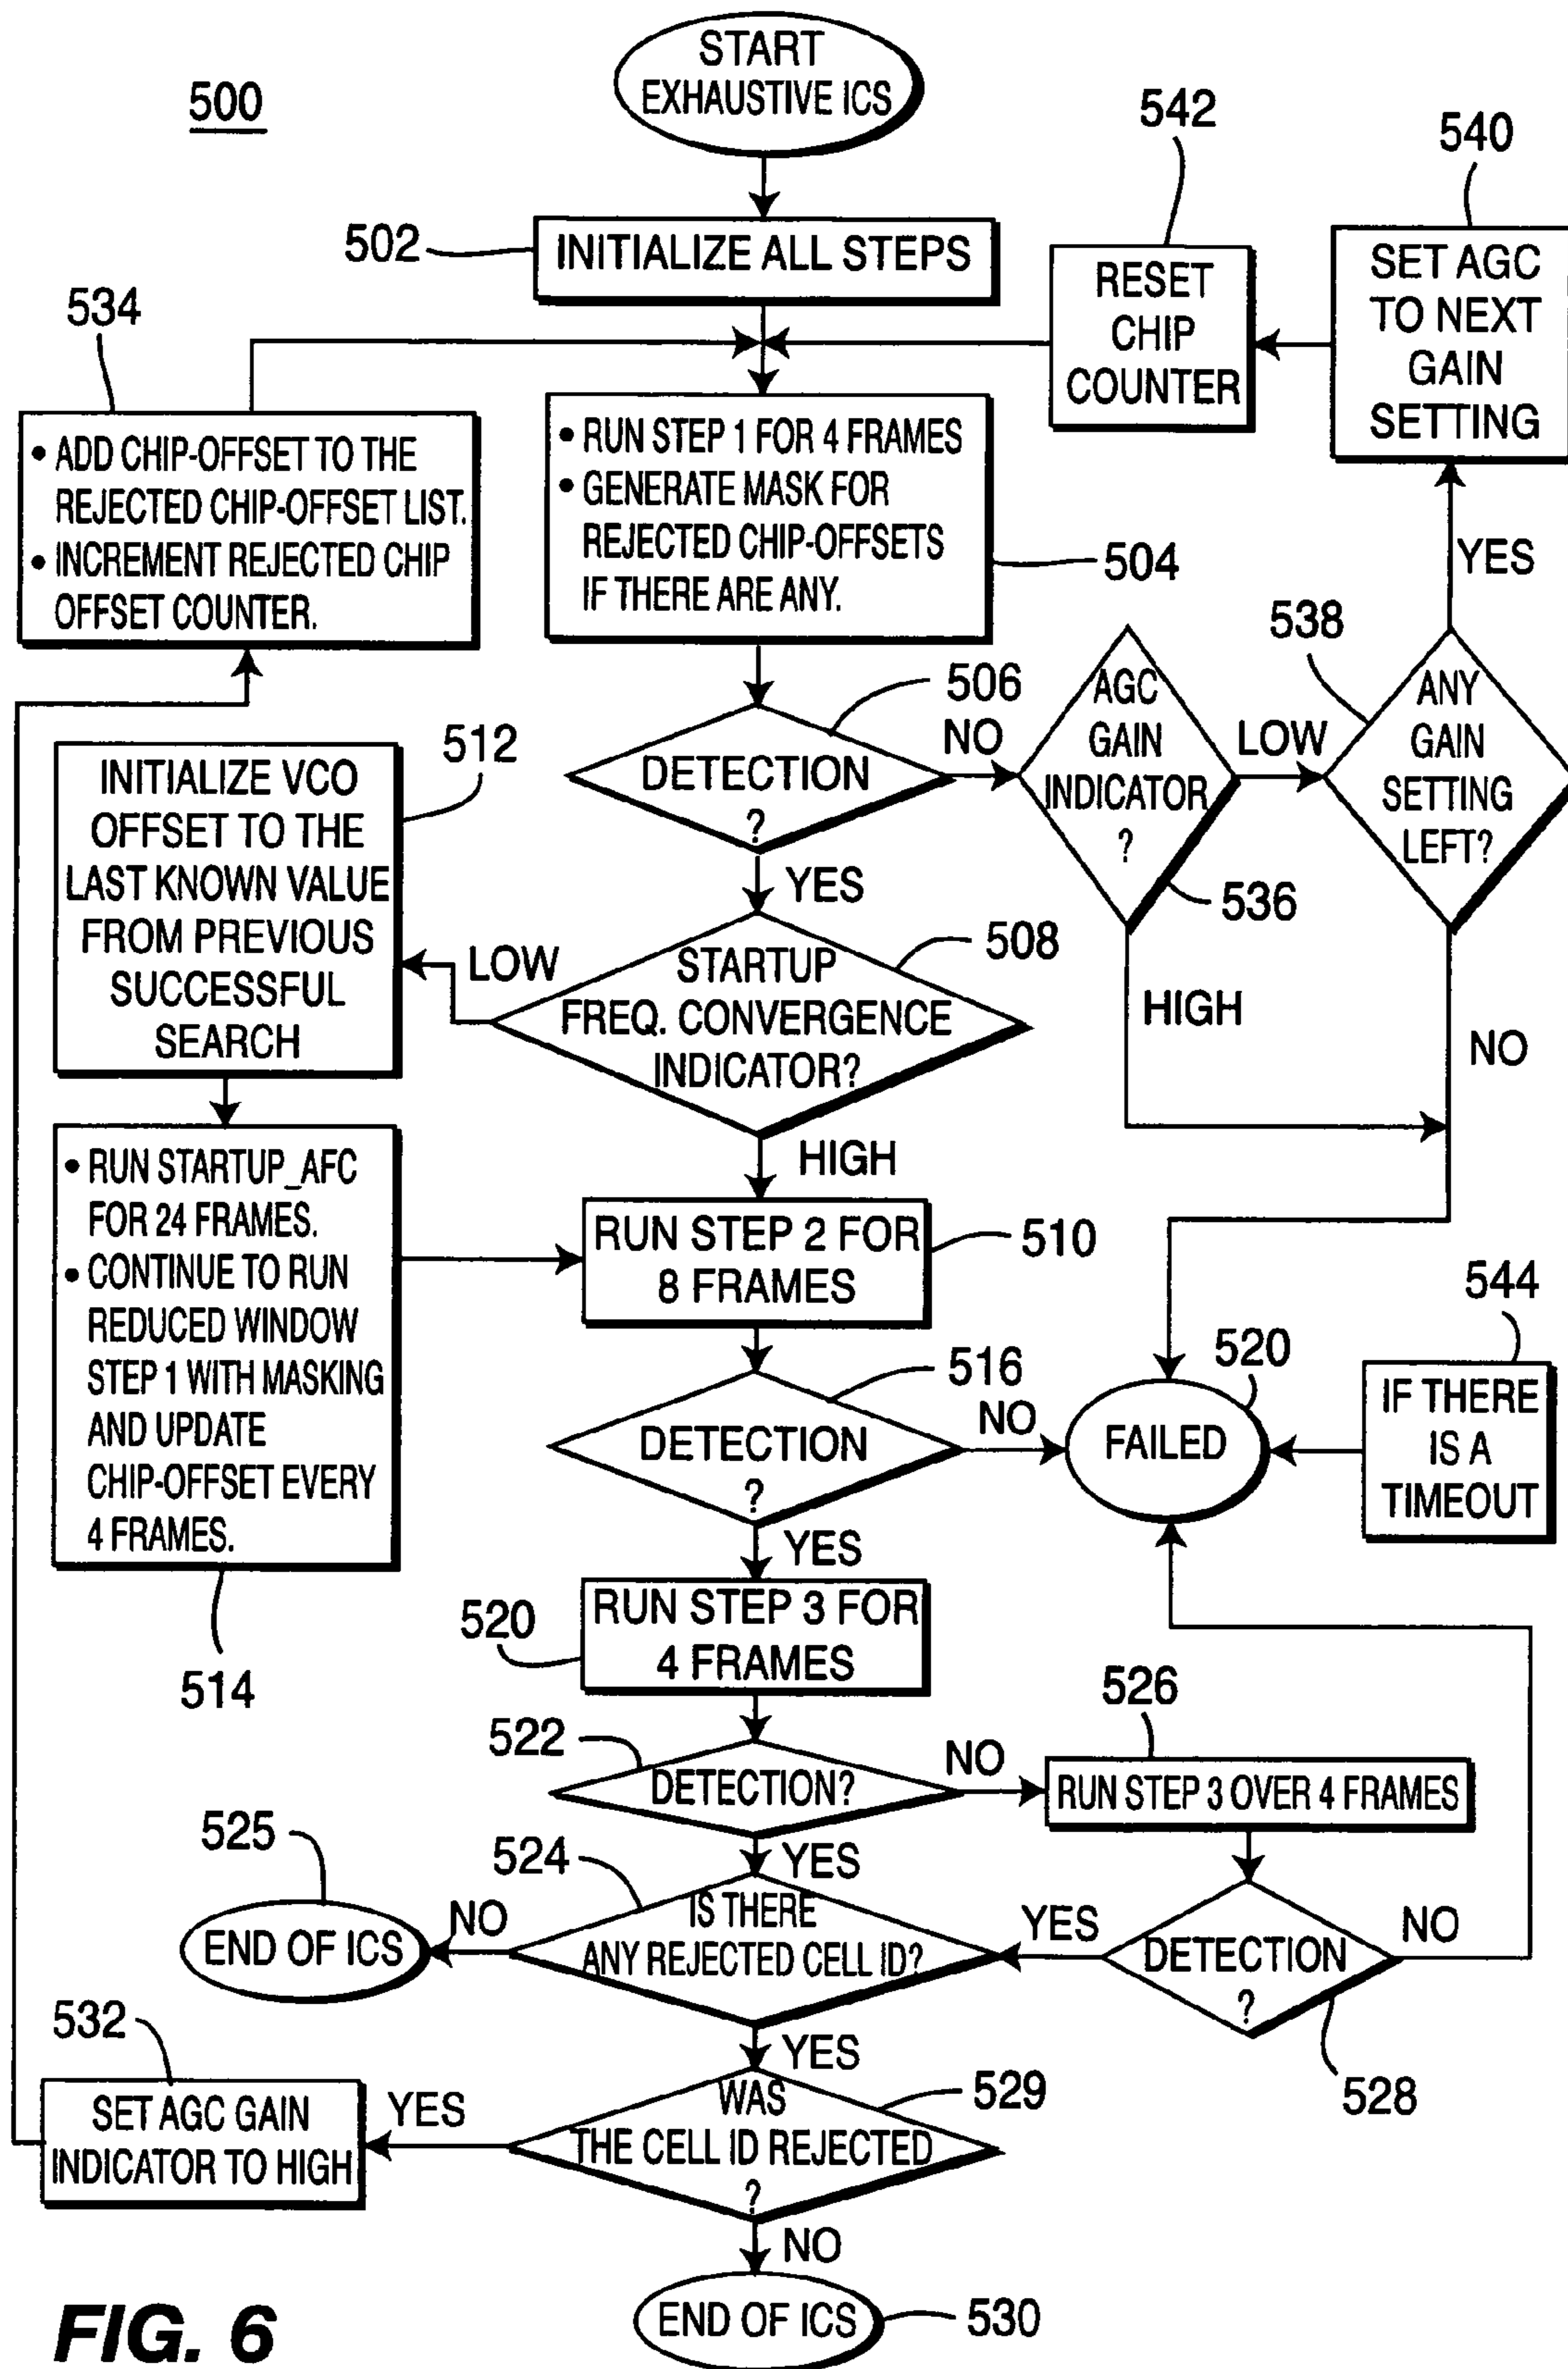 START
EXHAUSTIVE ICS
500
542
540
502
INITIALIZE ALL STEPS
RESET
CHIP
COUNTER
SET AGC
TO NEXT
GAIN
SETTING
534
• ADD CHIP-OFFSET TO THE
REJECTED CHIP-OFFSET LIST.
• INCREMENT REJECTED CHIP
OFFSET COUNTER.
• RUN STEP 1 FOR 4 FRAMES
• GENERATE MASK FOR
REJECTED CHIP-OFFSETS
IF THERE ARE ANY.
504
YES
538
506
DETECTION
?
NO
AGC
GAIN
INDICATOR
?
LOW
ANY
GAIN
SETTING
LEFT?
536
512
INITIALIZE VCO
OFFSET TO THE
LAST KNOWN VALUE
FROM PREVIOUS
SUCCESSFUL
SEARCH
YES
508
LOW
STARTUP
FREQ. CONVERGENCE
INDICATOR?
HIGH
NO
• RUN STARTUP_AFC
FOR 24 FRAMES.
• CONTINUE TO RUN
REDUCED WINDOW
STEP 1 WITH MASKING
AND UPDATE
CHIP-OFFSET EVERY
4 FRAMES.
514
HIGH
RUN STEP 2 FOR
8 FRAMES
510
544
516
DETECTION
?
NO
520
FAILED
IF THERE
IS A
TIMEOUT
YES
520
RUN STEP 3 FOR
4 FRAMES
526
522
DETECTION?
NO
RUN STEP 3 OVER 4 FRAMES
525
524
YES
END OF ICS
NO
IS THERE
ANY REJECTED CELL ID?
YES
DETECTION
?
NO
528
532
YES
SET AGC GAIN
INDICATOR TO HIGH
YES
WAS
THE CELL ID REJECTED
?
529
NO
END OF ICS
530
FIG. 6